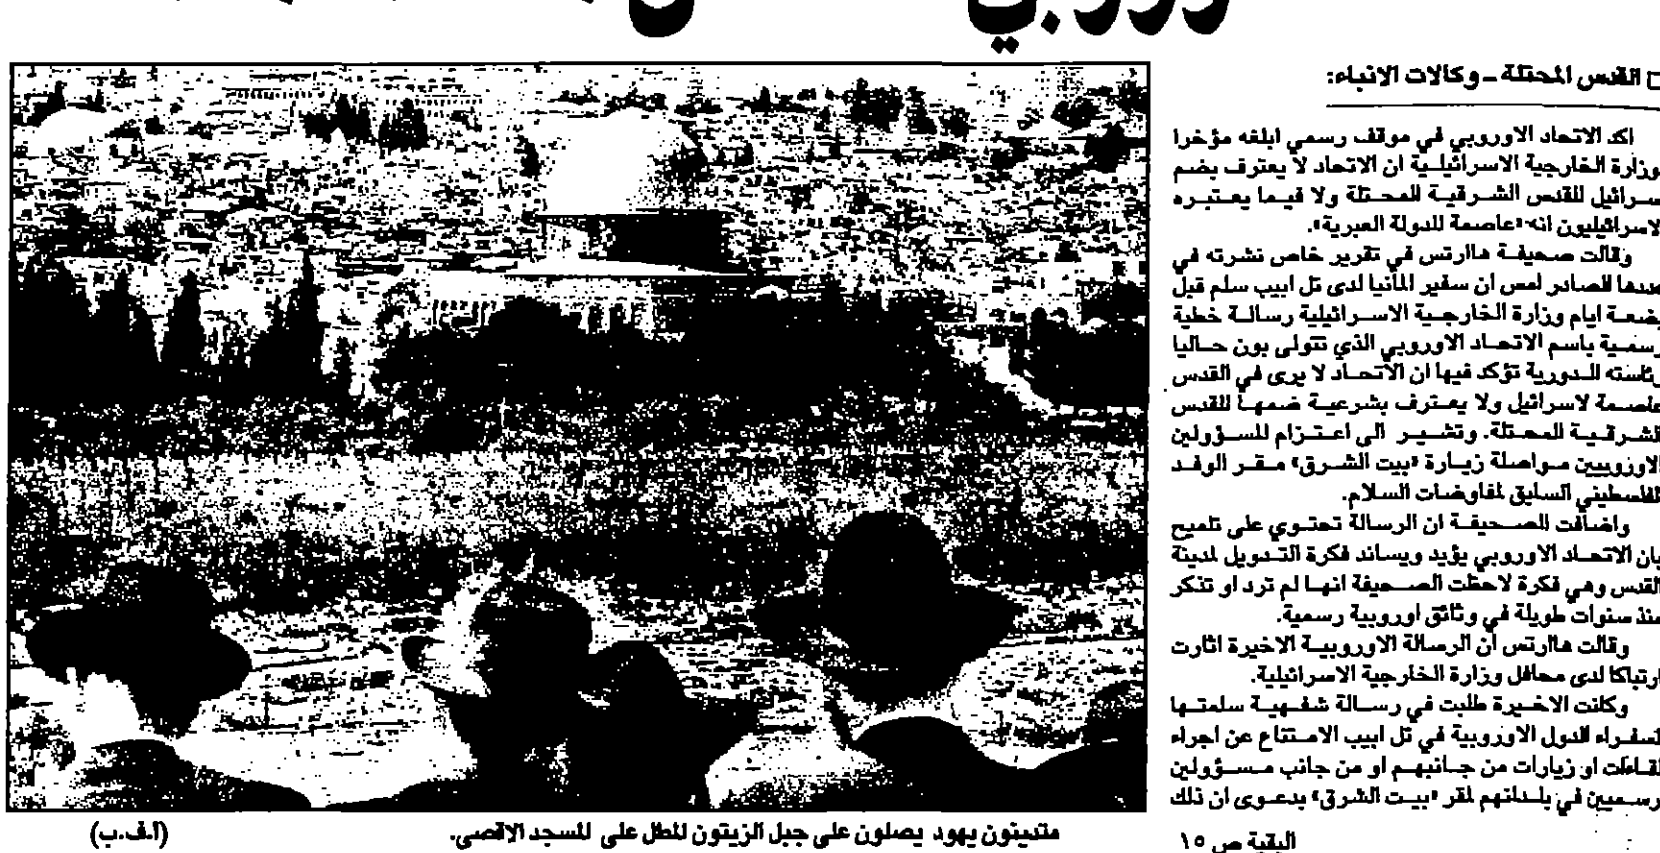 القدس المحتلة ـ وكالات الانباء:
اكد الاتحاد الاوروبي في موقف رسمي ابلغه مؤخرا
لوزارة الخارجية الاسرائيلية ان الاتحاد لا يعترف بضم
اسرائيل للقدس الشرقية المحتلة ولا فيما يعتبره
الاسرائيليون انه «عاصمة للدولة العبرية».
وقالت صحيفة هاارتس في تقرير خاص نشرته في
عددها الصادر امس ان سفير المانيا لدى تل ابيب سلم قبل
بضعة ايام وزارة الخارجية الاسرائيلية رسالة خطية
رسمية باسم الاتحاد الاوروبي الذي تتولى بون حاليا
رئاسته الدورية تؤكد فيها ان الاتحاد لا يرى في القدس
عاصمة لاسرائيل ولا يعترف بشرعية ضمها للقدس
الشرقية المحتلة. وتشير الى اعتزام المسؤولين
الاوروبيين مواصلة زيارة «بيت الشرق» مقر الوفد
الفلسطيني السابق لمفاوضات السلام.
واضافت الصحيفة ان الرسالة تحتوي على تلميح
بان الاتحاد الاوروبي يؤيد ويساند فكرة التدويل لمدينة
القدس وهي فكرة لاحظت الصحيفة انها لم ترد او تذكر
منذ سنوات طويلة في وثائق اوروبية رسمية.
وقالت هاارتس أن الرسالة الاوروبية الاخيرة اثارت
ارتباكا لدى محافل وزارة الخارجية الاسرائيلية.
وكانت الاخيرة طلبت في رسالة شفهية سلمتها
لسفراء الدول الاوروبية في تل ابيب الامتناع عن اجراء
لقاءات او زيارات من جانبهم او من جانب مسؤولين
رسميين في بلدانهم لمقر «بيت الشرق» بدعوى ان ذلك
البقية ص ١٥
متدينون يهود يصلون على جبل الزيتون المطل على المسجد الاقصى.
(أ.ف.ب)